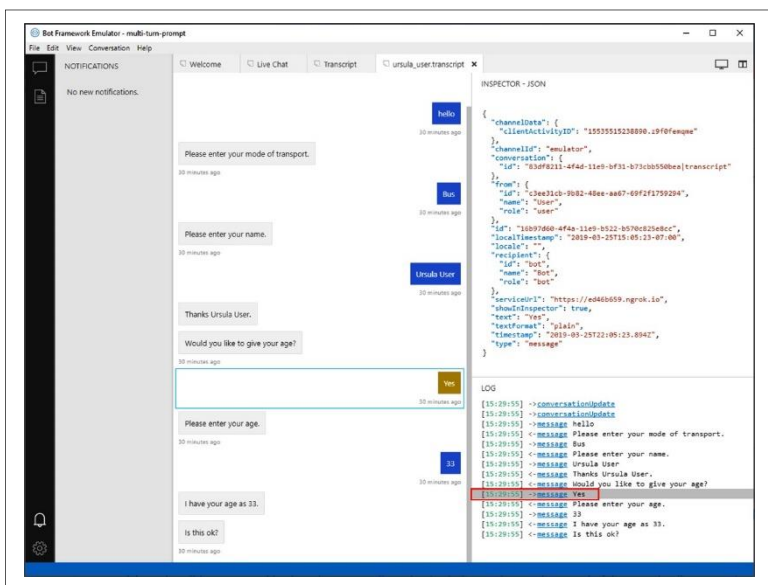 Bot Framework Emulator - multi-turn-prompt
File Edit View Conversation Help
NOTIFICATIONS
No new notifications.
Welcome
Live Chat
Transcript
ursula_user.transcript
hello
30 minutes ago
Please enter your mode of transport.
30 minutes ago
Bus
30 minutes ago
Please enter your name.
30 minutes ago
Ursula User
30 minutes ago
Thanks Ursula User.
Would you like to give your age?
30 minutes ago
Yes
30 minutes ago
Please enter your age.
30 minutes ago
33
30 minutes ago
I have your age as 33.
Is this ok?
30 minutes ago
INSPECTOR - JSON
{
"channelData": {
"clientActivityID":
},
"channelId": "emulator",
"conversation": {
"id": "63df8211-4f4d-11e9-bf31-b73cbb550bea|transcript"
},
"from": {
"id": "c3ee31cb-9b82-48ee-aa67-69f2f1759294",
"name": "User",
"role": "user"
},
"id": "16b97d60-4f4a-11e9-b522-b570c825e8cc",
"localTimestamp": "2019-03-25T15:05:23-07:00",
"locale": "",
"recipient": {
"id": "bot",
"name": "Bot",
"role": "bot"
},
"serviceUrl": "https://ed46b659.ngrok.io",
"showInInspector": true,
"text": "Yes",
"textFormat": "plain",
"timestamp": "2019-03-25T22:05:23.894Z",
"type": "message"
}
LOG
[15:29:55] ->conversationUpdate
[15:29:55] ->conversationUpdate
[15:29:55] ->message hello
[15:29:55] <-message Please enter your mode of transport.
[15:29:55] ->message Bus
[15:29:55] <-message Please enter your name.
[15:29:55] ->message Ursula User
[15:29:55] <-message Thanks Ursula User.
[15:29:55] <-message Would you like to give your age?
[15:29:55] ->message Yes
[15:29:55] <-message Please enter your age.
[15:29:55] ->message 33
[15:29:55] <-message I have your age as 33.
[15:29:55] <-message Is this ok?